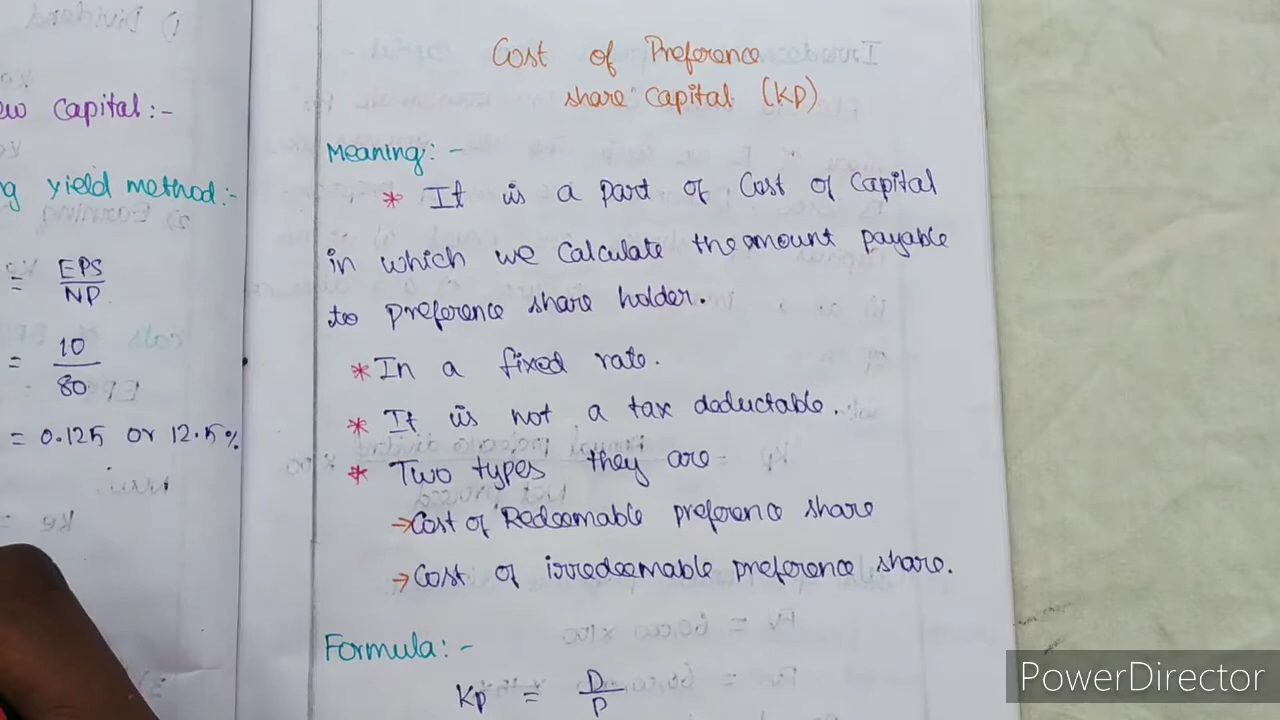 ew Capital:-
ng yield method:-
= EPS
NP
= 10
80
= 0.125 or 12.5%
Cost of Preference
share Capital (KP)
Meaning: -
* It is a part of Cost of Capital
in which we Calculate the amount payable
to preference share holder.
* In a fixed rate.
* It is not a tax deductable.
* Two types they are
→ Cost of Redeemable preference share
→ Cost of irredeemable preference share.
Formula: -
Kp = D
P
PowerDirector